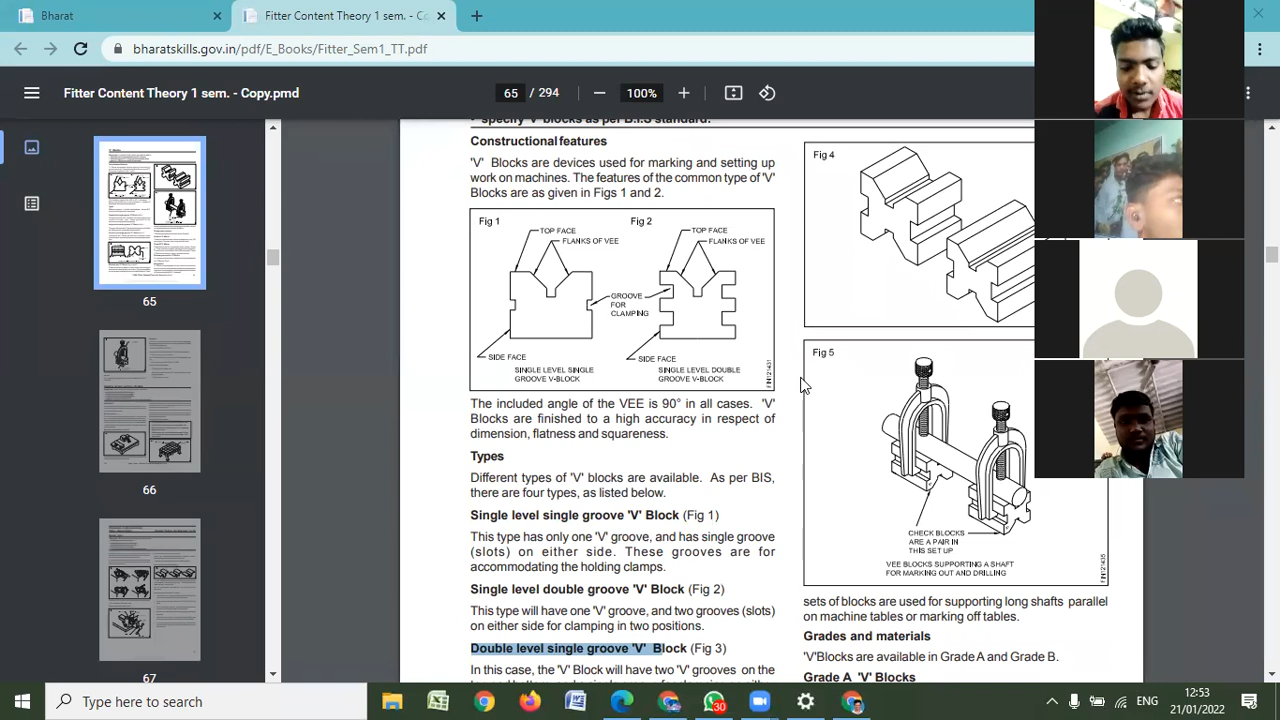 Bharat
Fitter Content Theory 1 sem. - Co
bharatskills.gov.in/pdf/E_Books/Fitter_Sem1_TT.pdf
Fitter Content Theory 1 sem. - Copy.pmd
65 / 294
100%
specify 'V' blocks as per B.I.S standard.
Constructional features
'V' Blocks are devices used for marking and setting up
work on machines. The features of the common type of 'V'
Blocks are as given in Figs 1 and 2.
Fig 1
Fig 2
TOP FACE
FLANKS OF VEE
TOP FACE
FLANKS OF VEE
GROOVE
FOR
CLAMPING
SIDE FACE
SIDE FACE
SINGLE LEVEL SINGLE
GROOVE V-BLOCK
SINGLE LEVEL DOUBLE
GROOVE V-BLOCK
FIN121431
The included angle of the VEE is 90° in all cases. 'V'
Blocks are finished to a high accuracy in respect of
dimension, flatness and squareness.
Types
Different types of 'V' blocks are available. As per BIS,
there are four types, as listed below.
Single level single groove 'V' Block (Fig 1)
This type has only one 'V' groove, and has single groove
(slots) on either side. These grooves are for
accommodating the holding clamps.
Single level double groove 'V' Block (Fig 2)
This type will have one 'V' groove, and two grooves (slots)
on either side for clamping in two positions.
Double level single groove 'V' Block (Fig 3)
In this case, the 'V' Block will have two 'V' grooves on the
Fig 4
Fig 5
CHECK BLOCKS
ARE A PAIR IN
THIS SET UP
VEE BLOCKS SUPPORTING A SHAFT
FOR MARKING OUT AND DRILLING
FIN121435
sets of blocks are used for supporting long shafts parallel
on machine tables or marking off tables.
Grades and materials
'V'Blocks are available in Grade A and Grade B.
Grade A 'V' Blocks
65
66
67
Type here to search
30
ENG
12:53
21/01/2022